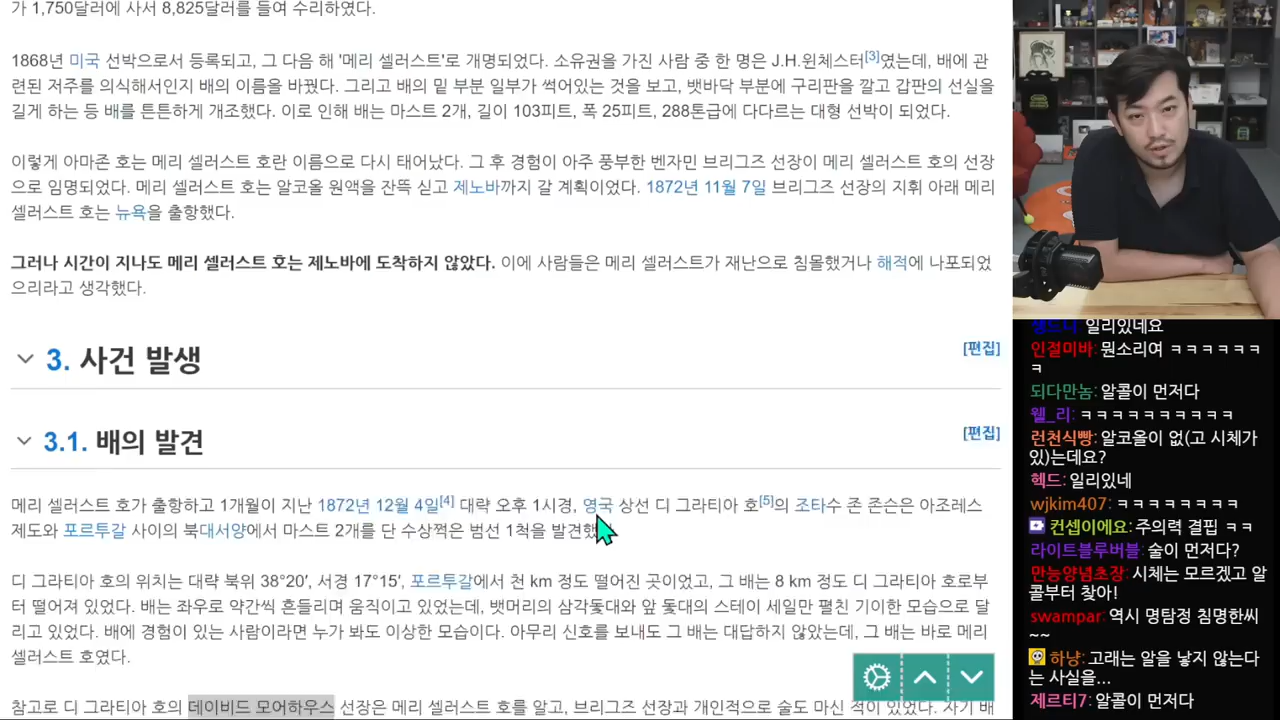 가 1,750달러에 사서 8,825달러를 들여 수리하였다.
1868년 미국 선박으로서 등록되고, 그 다음 해 '메리 셀러스트'로 개명되었다. 소유권을 가진 사람 중 한 명은 J.H.윈체스터[3]였는데, 배에 관
련된 저주를 의식해서인지 배의 이름을 바꿨다. 그리고 배의 밑 부분 일부가 썩어있는 것을 보고, 뱃바닥 부분에 구리판을 깔고 갑판의 선실을
길게 하는 등 배를 튼튼하게 개조했다. 이로 인해 배는 마스트 2개, 길이 103피트, 폭 25피트, 288톤급에 다다르는 대형 선박이 되었다.
이렇게 아마존 호는 메리 셀러스트 호란 이름으로 다시 태어났다. 그 후 경험이 아주 풍부한 벤자민 브리그즈 선장이 메리 셀러스트 호의 선장
으로 임명되었다. 메리 셀러스트 호는 알코올 원액을 잔뜩 싣고 제노바까지 갈 계획이었다. 1872년 11월 7일 브리그즈 선장의 지휘 아래 메리
셀러스트 호는 뉴욕을 출항했다.
그러나 시간이 지나도 메리 셀러스트 호는 제노바에 도착하지 않았다. 이에 사람들은 메리 셀러스트가 재난으로 침몰했거나 해적에 나포되었
으리라고 생각했다.
3. 사건 발생
[편집]
3.1. 배의 발견
[편집]
메리 셀러스트 호가 출항하고 1개월이 지난 1872년 12월 4일[4] 대략 오후 1시경, 영국 상선 디 그라티아 호[5]의 조타수 존 존슨은 아조레스
제도와 포르투갈 사이의 북대서양에서 마스트 2개를 단 수상쩍은 범선 1척을 발견했
디 그라티아 호의 위치는 대략 북위 38°20′, 서경 17°15′, 포르투갈에서 천 km 정도 떨어진 곳이었고, 그 배는 8 km 정도 디 그라티아 호로부
터 떨어져 있었다. 배는 좌우로 약간씩 흔들리며 움직이고 있었는데, 뱃머리의 삼각돛대와 앞 돛대의 스테이 세일만 펼친 기이한 모습으로 달
리고 있었다. 배에 경험이 있는 사람이라면 누가 봐도 이상한 모습이다. 아무리 신호를 보내도 그 배는 대답하지 않았는데, 그 배는 바로 메리
셀러스트 호였다.
참고로 디 그라티아 호의 데이비드 모어하우스 선장은 메리 셀러스트 호를 알고, 브리그즈 선장과 개인적으로 술도 마신 적이 있었다. 자기 배
생드니: 일리있네요
인절미바: 뭔소리여 ㅋㅋㅋㅋㅋㅋ
ㅋ
되다만놈: 알콜이 먼저다
웰_리: ㅋㅋㅋㅋㅋㅋㅋㅋㅋㅋ
런천식빵: 알코올이 없(고 시체가
있)는데요?
헥드: 일리있네
wjkim407: ㅋㅋㅋㅋㅋㅋㅋㅋ
컨셉이에요: 주의력 결핍 ㅋㅋ
라이트블루버블: 술이 먼저다?
만능양념초장: 시체는 모르겠고 알
콜부터 찾아!
swampar: 역시 명탐정 침명한씨
~~
하냥: 고래는 알을 낳지 않는다
는 사실을...
제르티7: 알콜이 먼저다